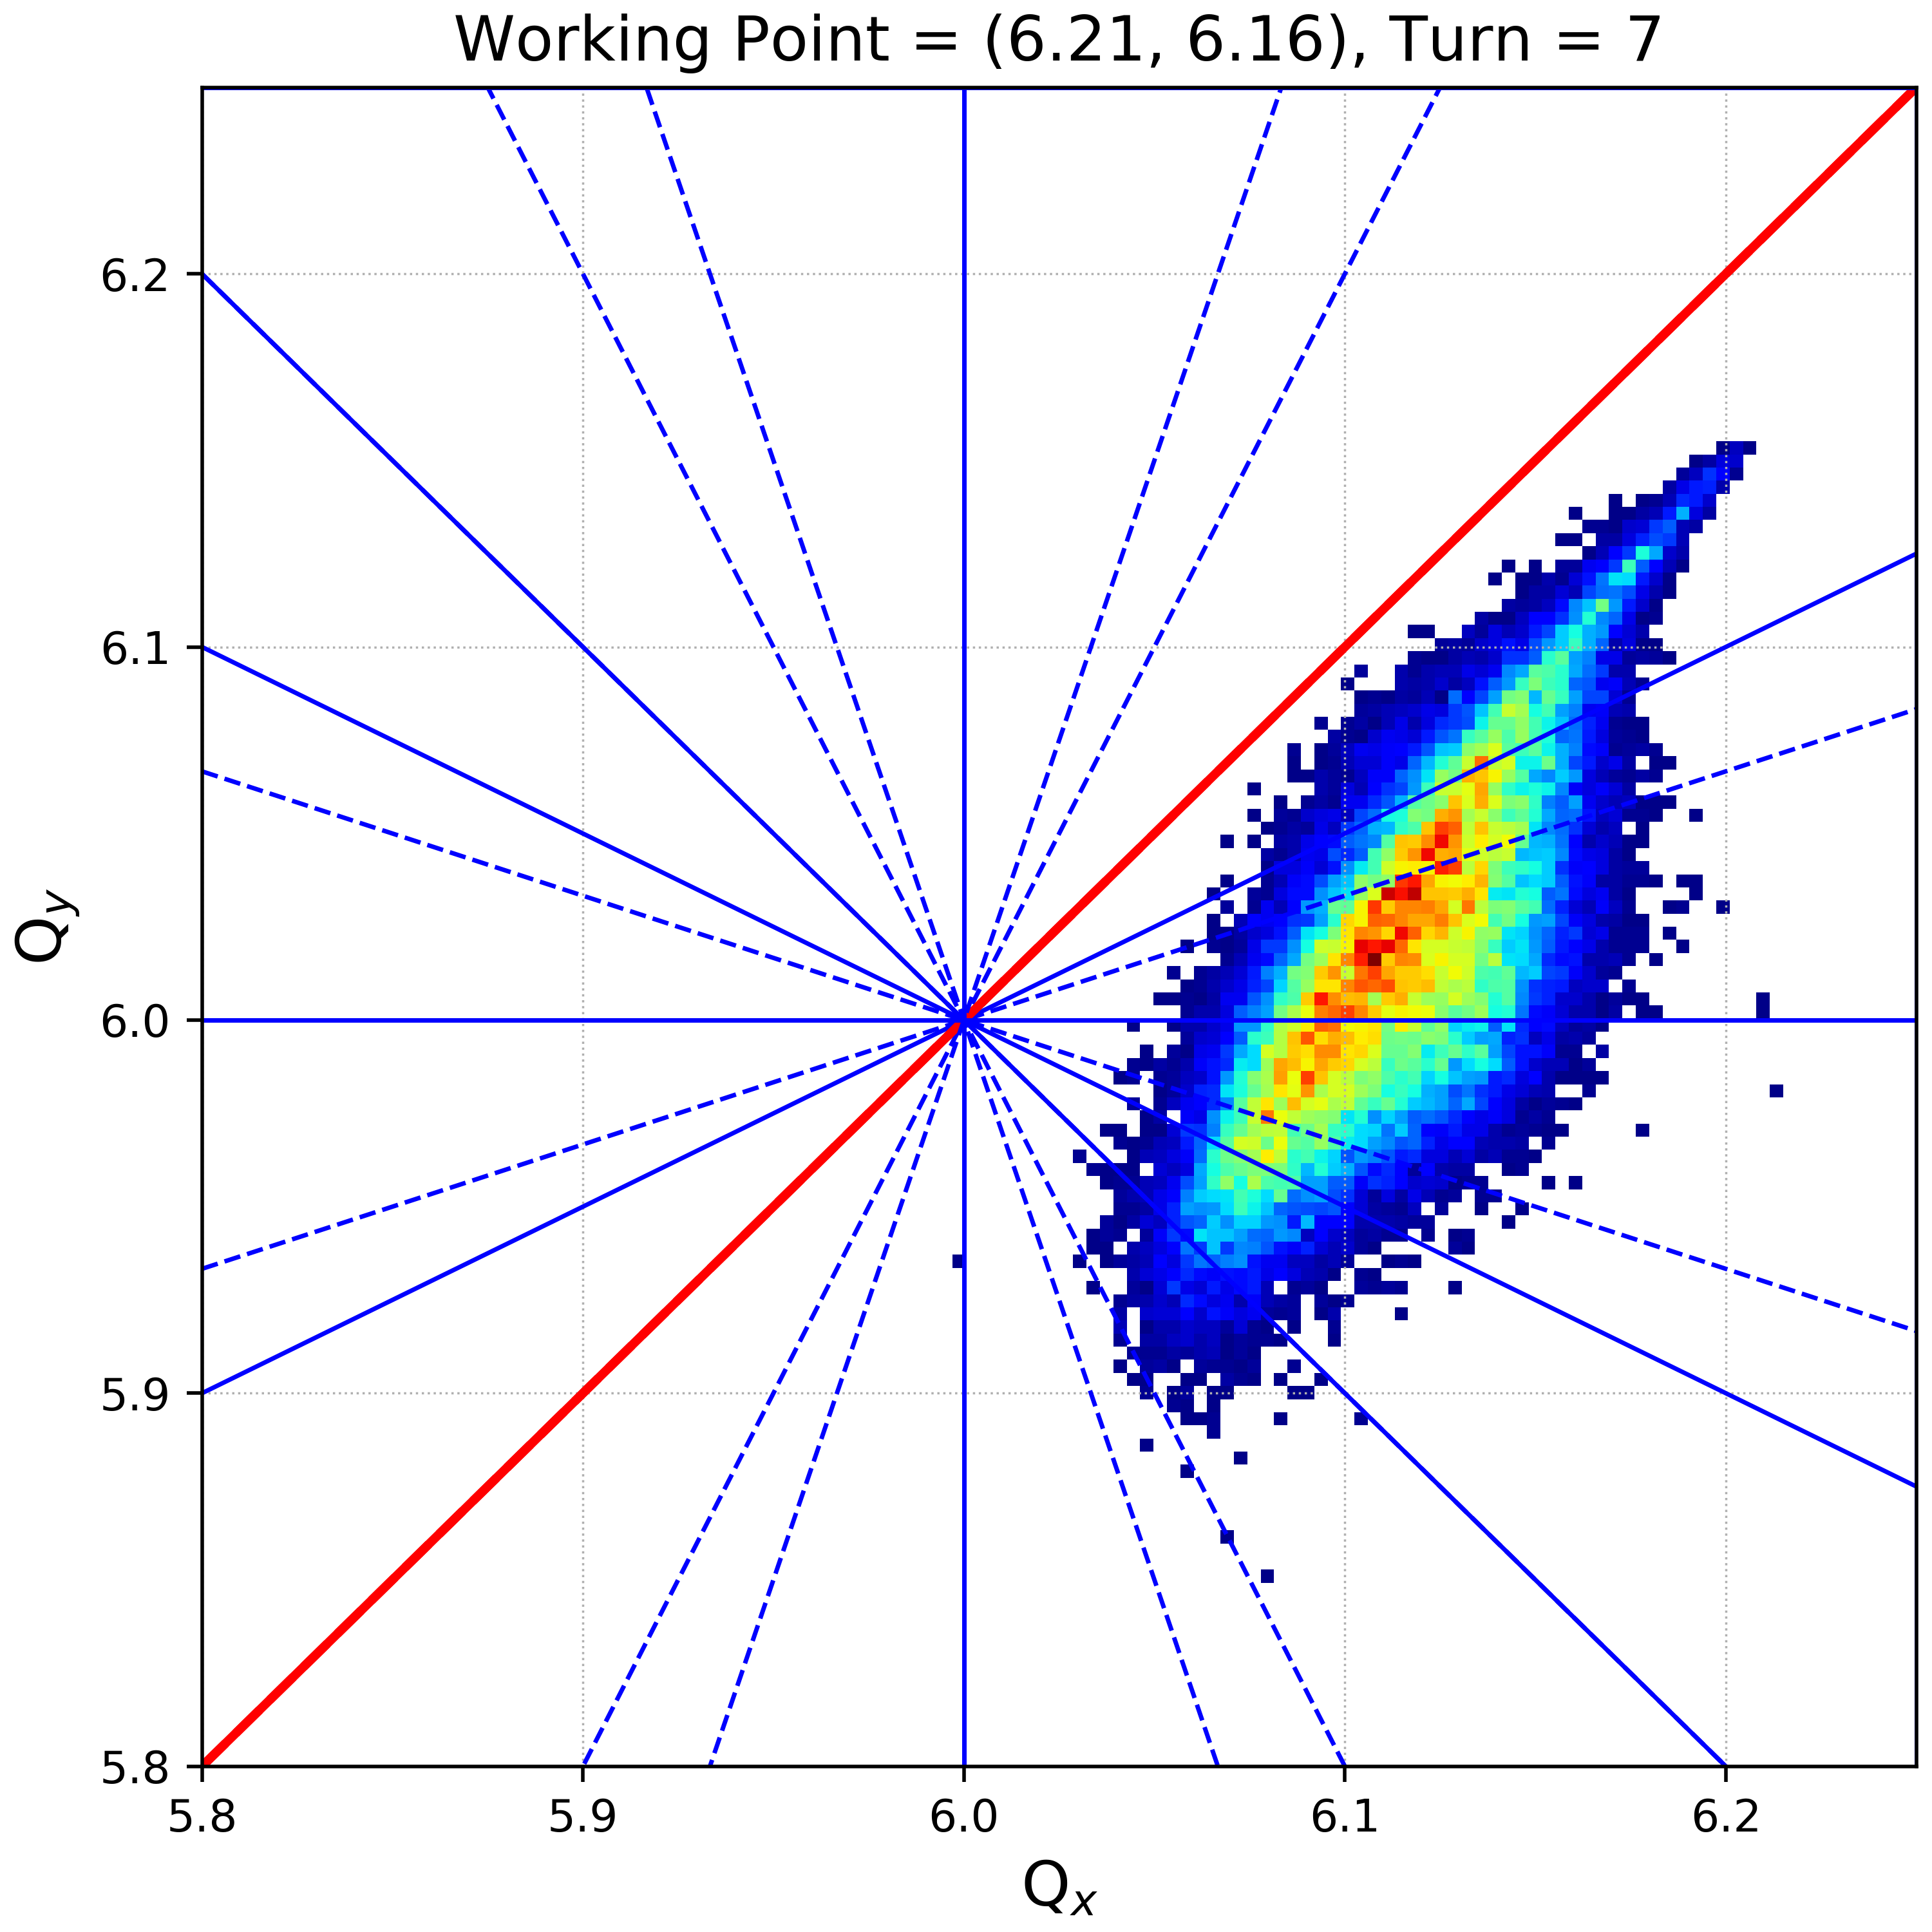 Working Point = (6.21, 6.16), Turn = 7
6.2
6.1
6.0
5.9
5.8
Qy
5.8 5.9 6.0 6.1 6.2
Qx